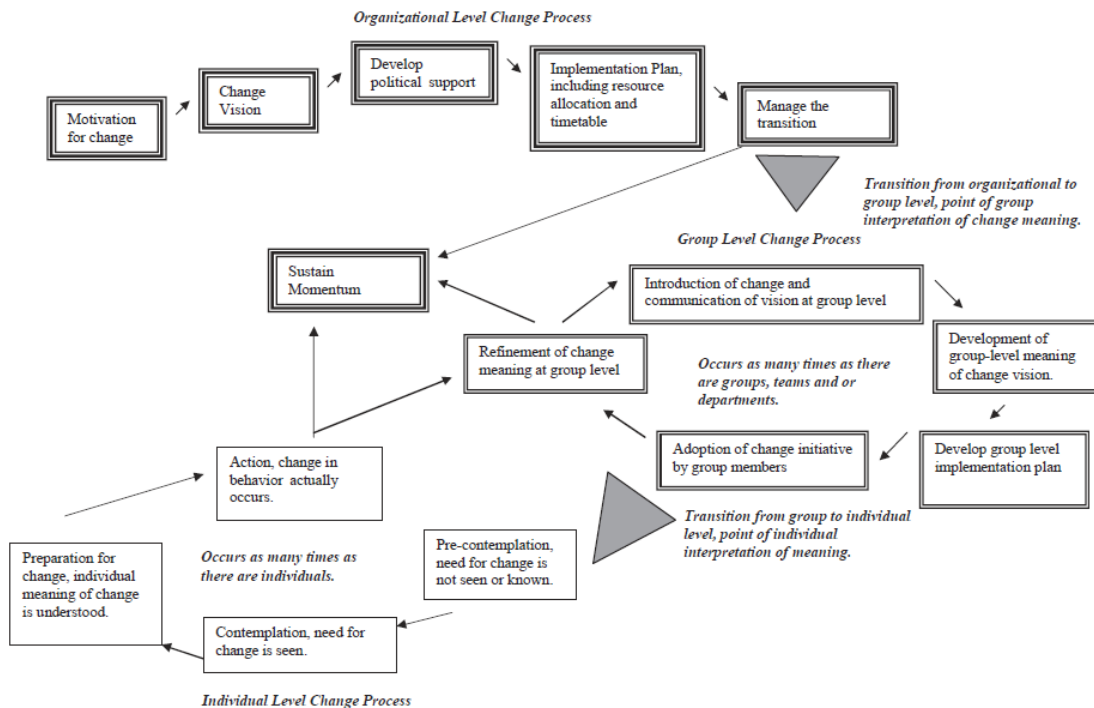 Organizational Level Change Process
Motivation
for change
Change
Vision
Develop
political support
Implementation Plan,
including resource
allocation and
timetable
Manage the
transition
Transition from organizational to
group level, point of group
interpretation of change meaning.
Group Level Change Process
Sustain
Momentum
Introduction of change and
communication of vision at group level
Development of
group-level meaning
of change vision.
Refinement of change
meaning at group level
Occurs as many times as there
are groups, teams and or
departments.
Adoption of change initiative
by group members
Develop group level
implementation plan
Action, change in
behavior actually
occurs.
Transition from group to individual
level, point of individual
interpretation of meaning.
Pre-contemplation,
need for change is
not seen or known.
Occurs as many times as
there are individuals.
Preparation for
change, individual
meaning of change
is understood.
Contemplation, need for
change is seen.
Individual Level Change Process